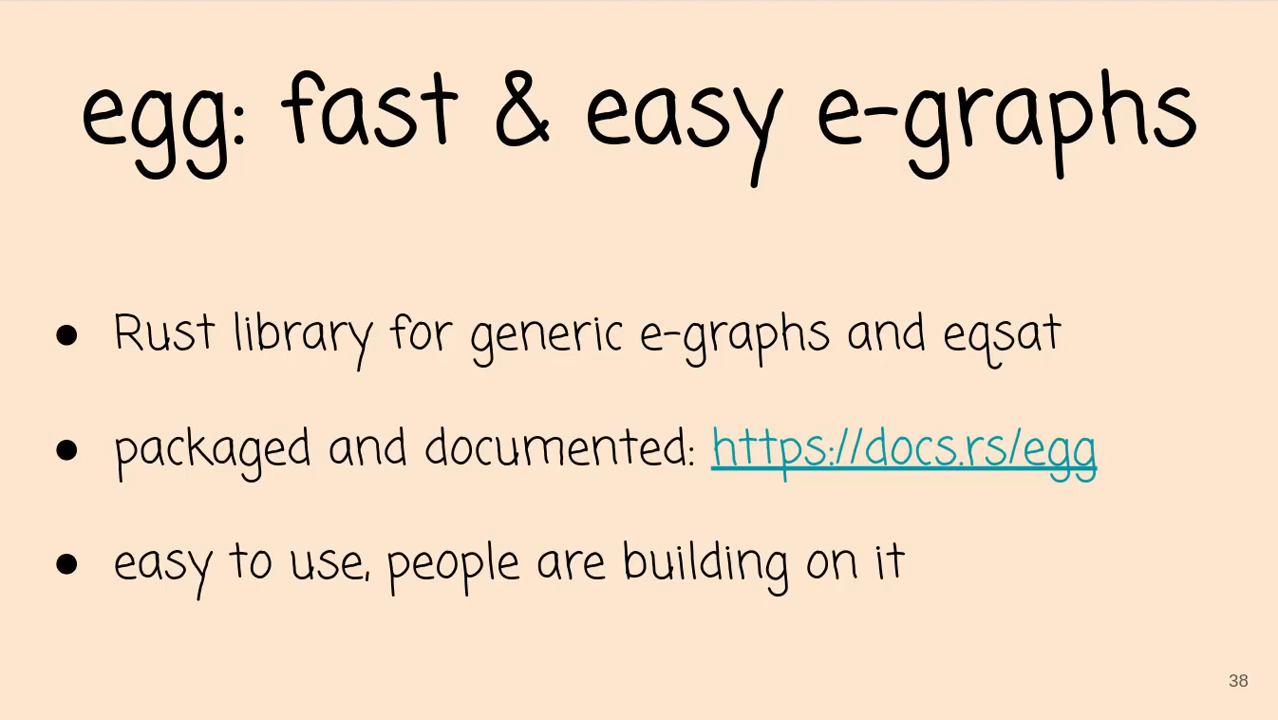 egg: fast & easy e-graphs
● Rust library for generic e-graphs and eqsat
● packaged and documented: https://docs.rs/egg
● easy to use, people are building on it
38